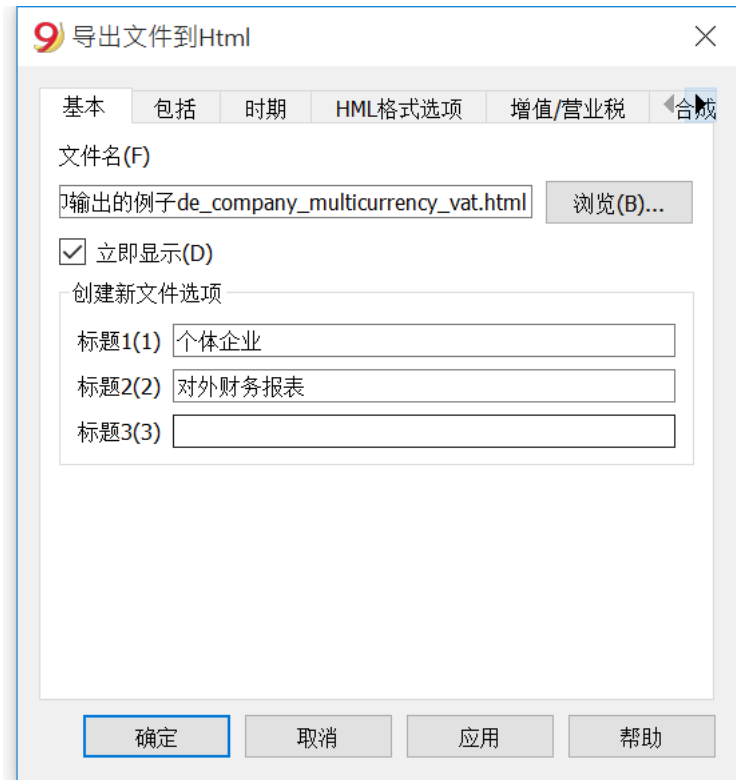 9 导出文件到Html
基本 包括 时期 HML格式选项 增值/营业税 合成
文件名(F)
输出的例子de_company_multicurrency_vat.html 浏览(B)...
立即显示(D)
创建新文件选项
标题1(1) 个体企业
标题2(2) 对外财务报表
标题3(3)
确定 取消 应用 帮助